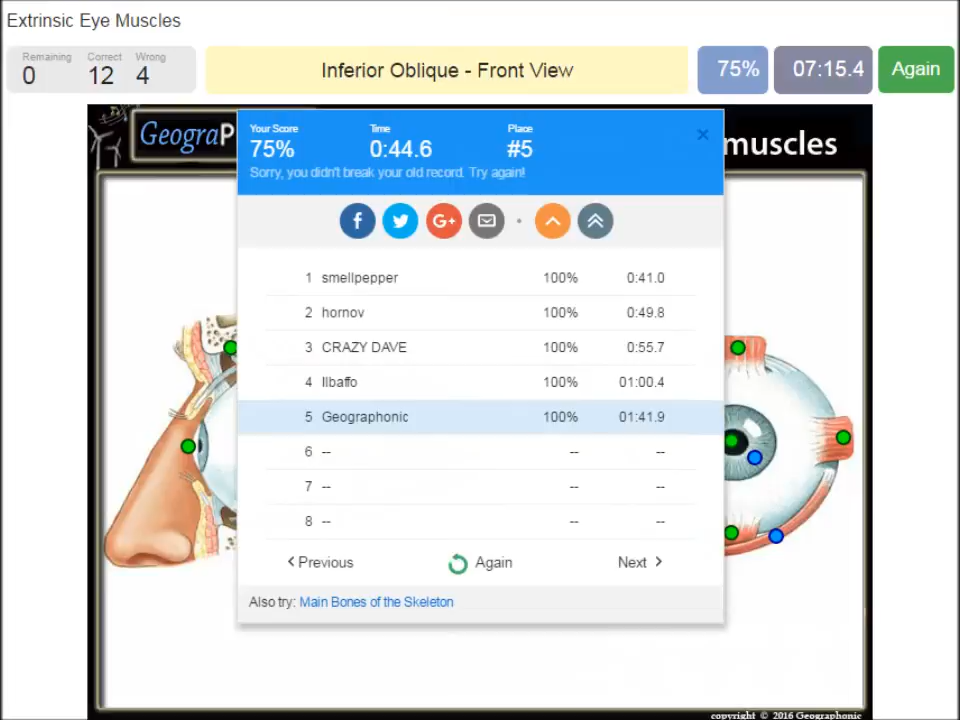 Extrinsic Eye Muscles
Remaining Correct Wrong
0 12 4
Inferior Oblique - Front View
75%
07:15.4
Again
GeograP
muscles
Your Score Time Place
75% 0:44.6 #5
Sorry, you didn't break your old record. Try again!
1 smellpepper 100% 0:41.0
2 hornov 100% 0:49.8
3 CRAZY DAVE 100% 0:55.7
4 Ilbaffo 100% 01:00.4
5 Geographonic 100% 01:41.9
6 -- -- --
7 -- -- --
8 -- -- --
Previous Again Next
Also try: Main Bones of the Skeleton
copyright © 2016 Geographonic